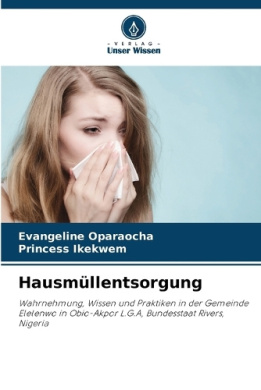 - VERLAG -
Unser Wissen
Evangeline Oparaocha
Princess Ikekwem
Hausmüllentsorgung
Wahrnehmung, Wissen und Praktiken in der Gemeinde
Elelenwo in Obio-Akpor L.G.A, Bundesstaat Rivers,
Nigeria